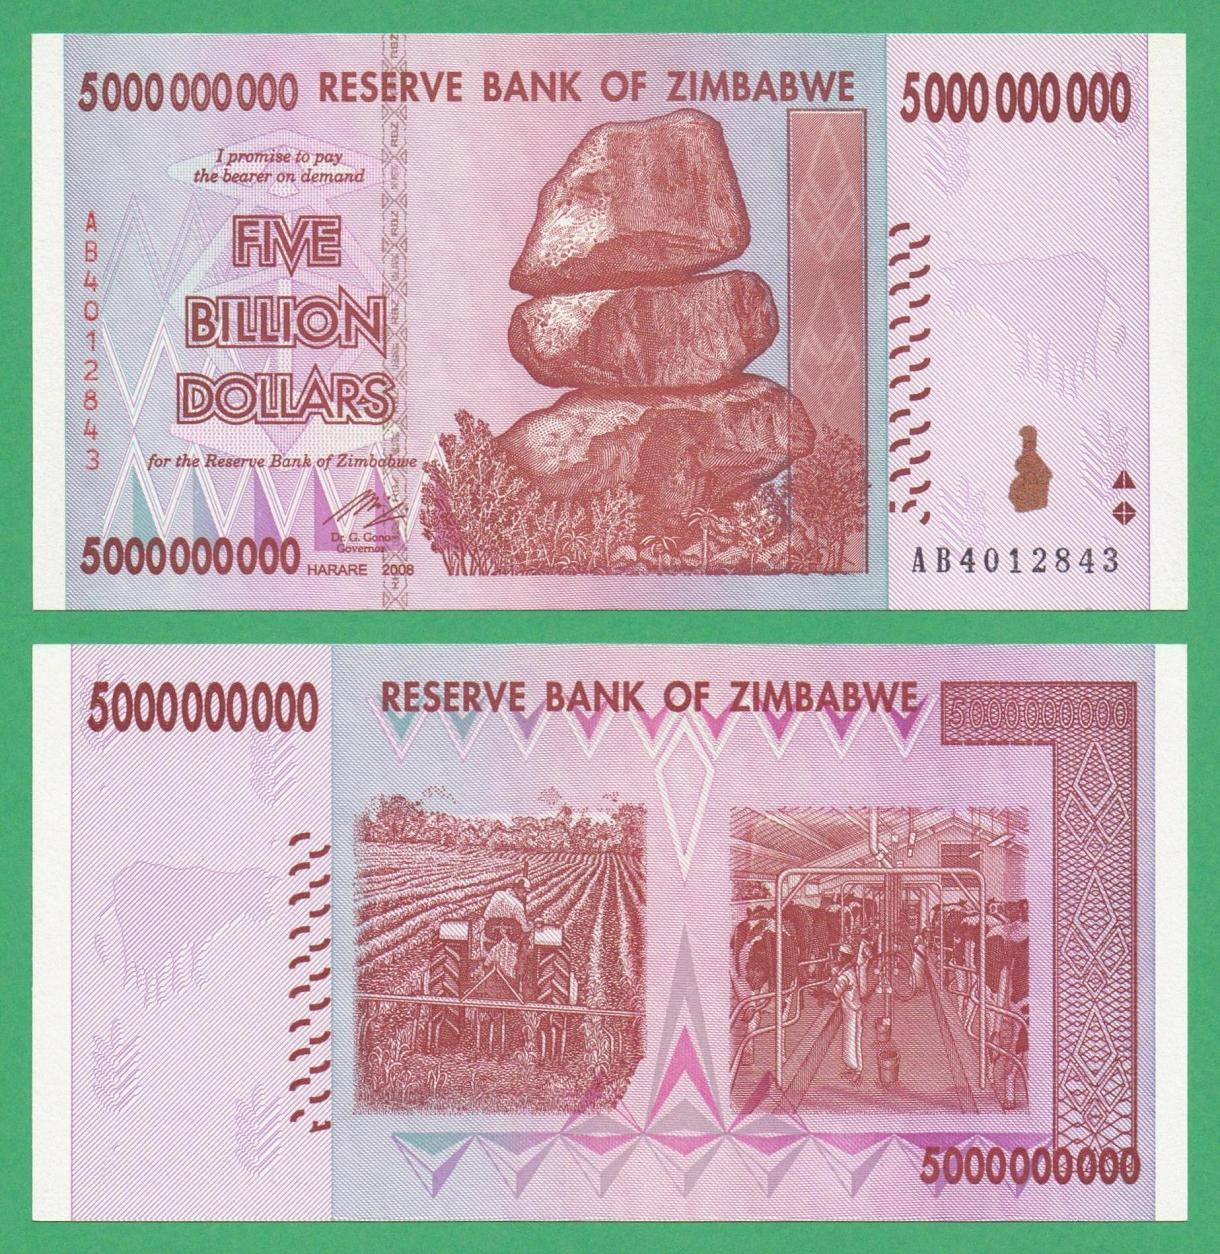 5000 000 000 RESERVE BANK OF ZIMBABWE 5000 000 000
I promise to pay
the bearer on demand
AB4012843
FIVE
BILLION
DOLLARS
for the Reserve Bank of Zimbabwe
Dr. G. Gono
Governor
5000000000 HARARE 2008
AB4012843
RBZ
5000000000 RESERVE BANK OF ZIMBABWE 5000000000
5000000000